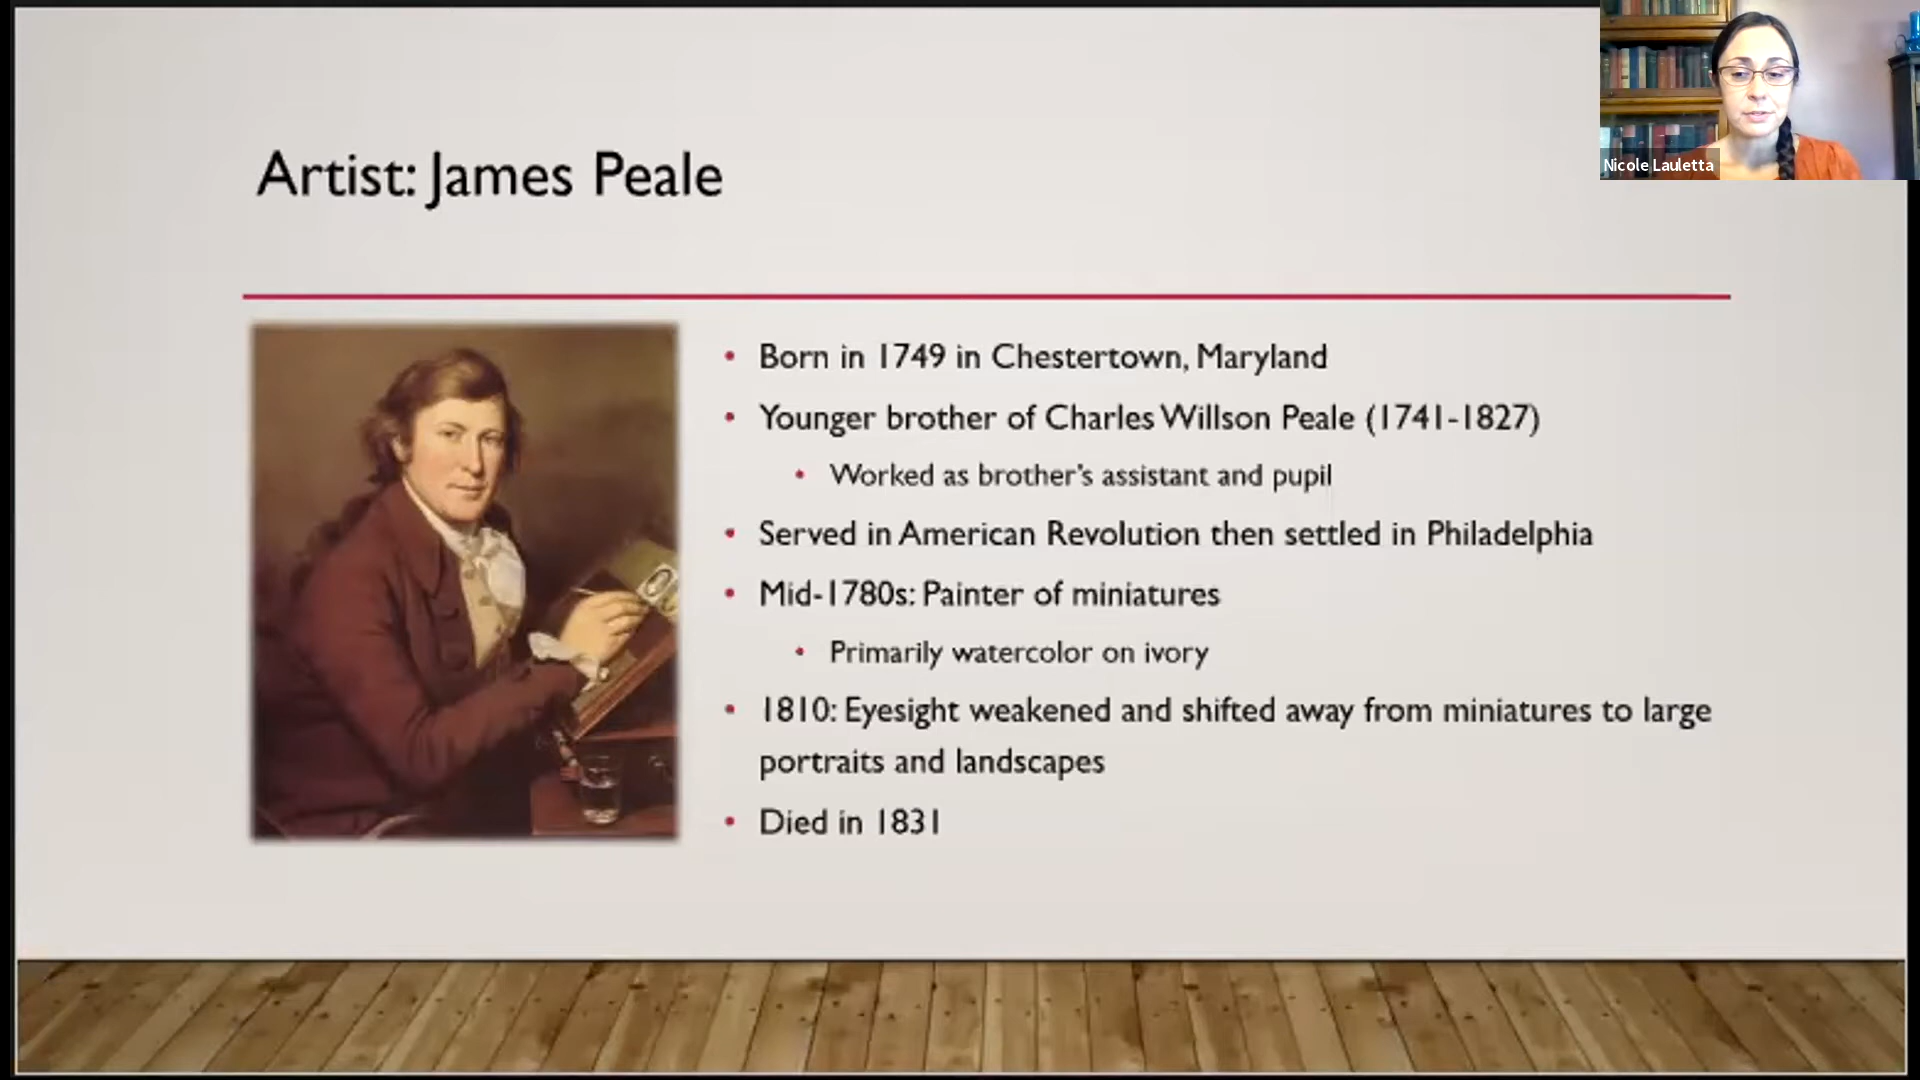 Artist: James Peale
Nicole Lauletta
• Born in 1749 in Chestertown, Maryland
• Younger brother of Charles Willson Peale (1741-1827)
• Worked as brother's assistant and pupil
• Served in American Revolution then settled in Philadelphia
• Mid-1780s: Painter of miniatures
• Primarily watercolor on ivory
• 1810: Eyesight weakened and shifted away from miniatures to large
portraits and landscapes
• Died in 1831